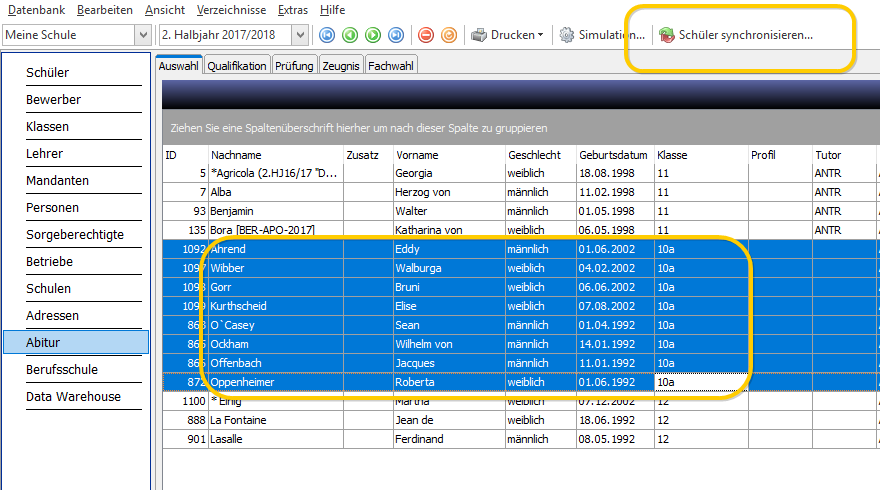 Datenbank Bearbeiten Ansicht Verzeichnisse Extras Hilfe
Meine Schule 2. Halbjahr 2017/2018 Drucken Simulation... Schüler synchronisieren...
Schüler
Bewerber
Klassen
Lehrer
Mandanten
Personen
Sorgeberechtigte
Betriebe
Schulen
Adressen
Abitur
Berufsschule
Data Warehouse
Auswahl Qualifikation Prüfung Zeugnis Fachwahl
Ziehen Sie eine Spaltenüberschrift hierher um nach dieser Spalte zu gruppieren
ID Nachname Zusatz Vorname Geschlecht Geburtsdatum Klasse Profil Tutor
5 *Agricola (2.HJ16/17 "D... Georgia weiblich 18.08.1998 11 ANTR
7 Alba Herzog von männlich 11.02.1998 11 ANTR
93 Benjamin Walter männlich 01.05.1998 11 ANTR
135 Bora [BER-APO-2017] Katharina von weiblich 06.05.1998 11 ANTR
1092 Ahrend Eddy männlich 01.06.2002 10a
1097 Wibber Walburga weiblich 04.02.2002 10a
1098 Gorr Bruni weiblich 06.06.2002 10a
1099 Kurthscheid Elise weiblich 07.08.2002 10a
O`Casey Sean männlich 01.04.1992 10a
Ockham Wilhelm von männlich 14.01.1992 10a
Offenbach Jacques männlich 11.01.1992 10a
872 Oppenheimer Roberta weiblich 01.06.1992 10a
1100 * Einig Martha weiblich 07.12.2002 12
888 La Fontaine Jean de weiblich 18.06.1992 12
901 Lasalle Ferdinand männlich 08.05.1992 12